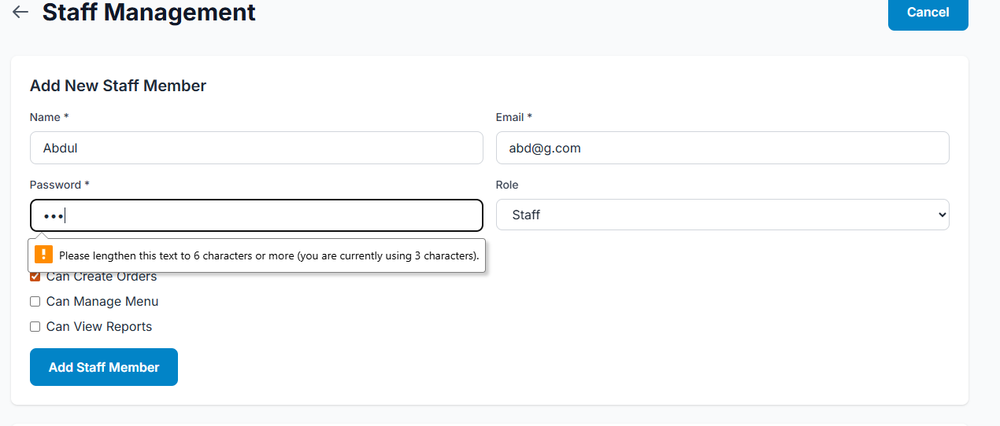 Staff Management
Cancel
Add New Staff Member
Name *
Email *
Abdul
abd@g.com
Password *
Role
•••
Staff
Please lengthen this text to 6 characters or more (you are currently using 3 characters).
Can Create Orders
Can Manage Menu
Can View Reports
Add Staff Member